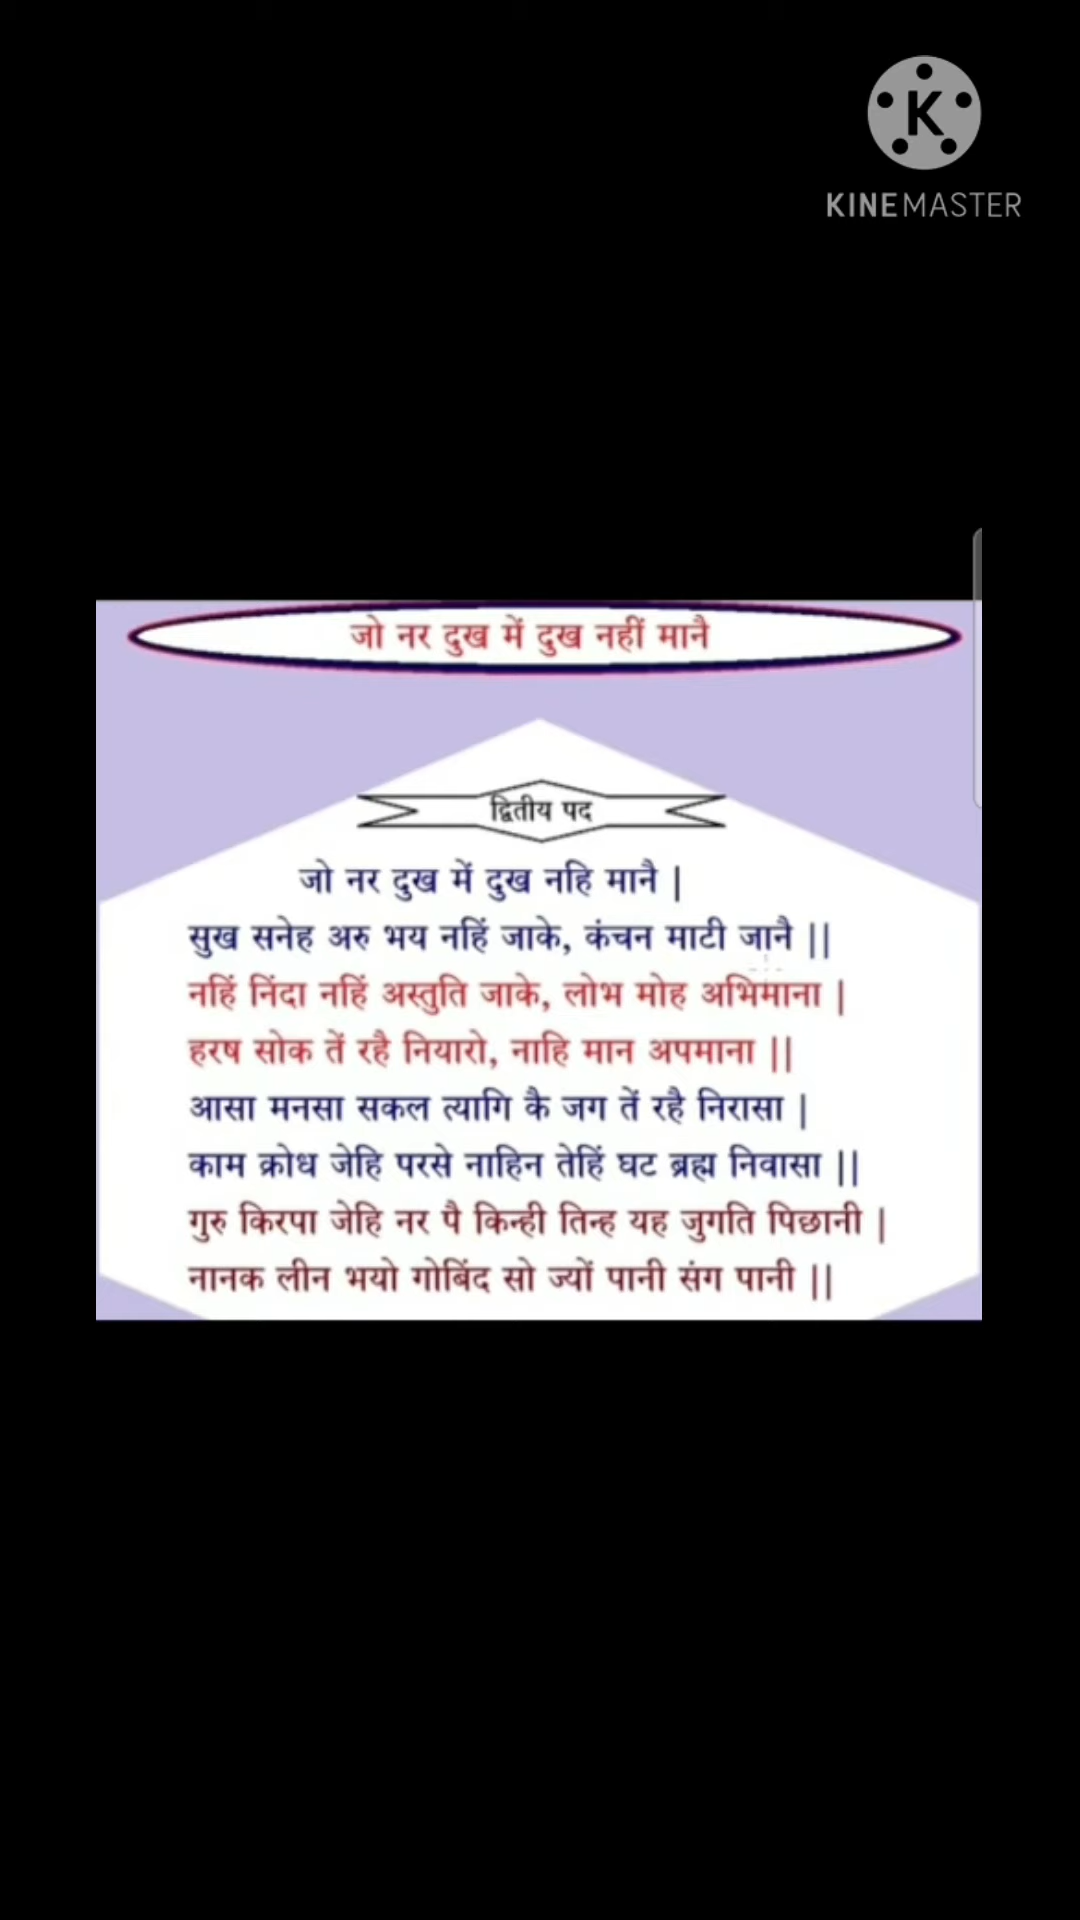 KINEMASTER
जो नर दुख में दुख नहीं मानै
द्वितीय पद
जो नर दुख में दुख नहि मानै |
सुख सनेह अरु भय नहिं जाके, कंचन माटी जानै ||
नहिं निंदा नहिं अस्तुति जाके, लोभ मोह अभिमाना |
हरष सोक तें रहै नियारो, नाहि मान अपमाना ||
आसा मनसा सकल त्यागि कै जग तें रहै निरासा |
काम क्रोध जेहि परसे नाहिन तेहिं घट ब्रह्म निवासा ||
गुरु किरपा जेहि नर पै किन्ही तिन्ह यह जुगति पिछानी |
नानक लीन भयो गोबिंद सो ज्यों पानी संग पानी ||